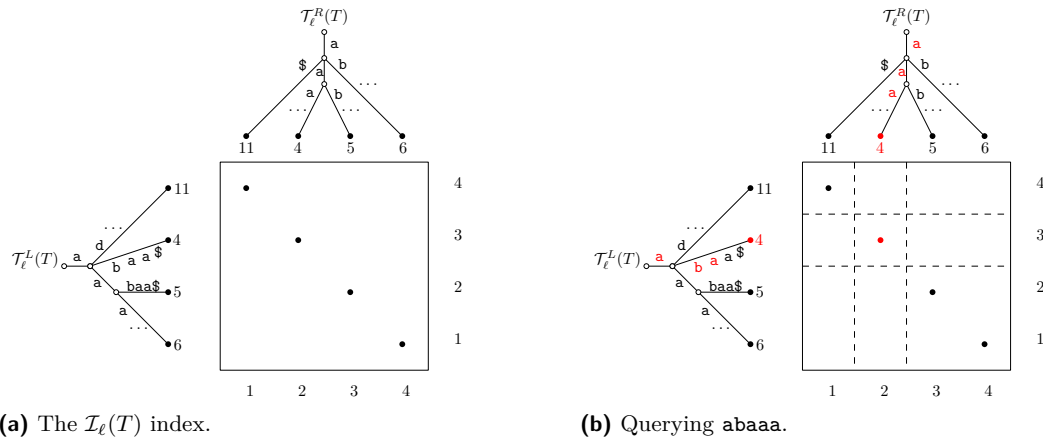 𝒯_ℓ^R(T)
a
$ a b
a b ...
... ...
11 4 5 6
11
4
...
d
4
3
𝒯_ℓ^L(T) a
b a a $
a baa$ 5
2
a
...
6
1
1 2 3 4
(a) The ℐ_ℓ(T) index.
𝒯_ℓ^R(T)
a
$ a b
a b ...
... ...
11 4 5 6
11
4
...
d
4
3
𝒯_ℓ^L(T) a
b a a $
a baa$ 5
2
a
...
6
1
1 2 3 4
(b) Querying abaaa.